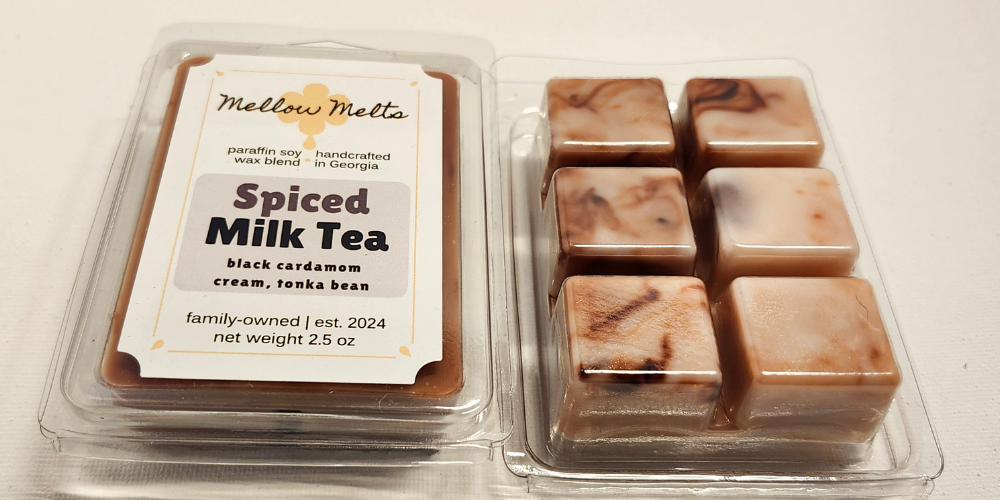 Mellow Melts
paraffin soy handcrafted
wax blend in Georgia
Spiced
Milk Tea
black cardamom
cream, tonka bean
family-owned | est. 2024
net weight 2.5 oz